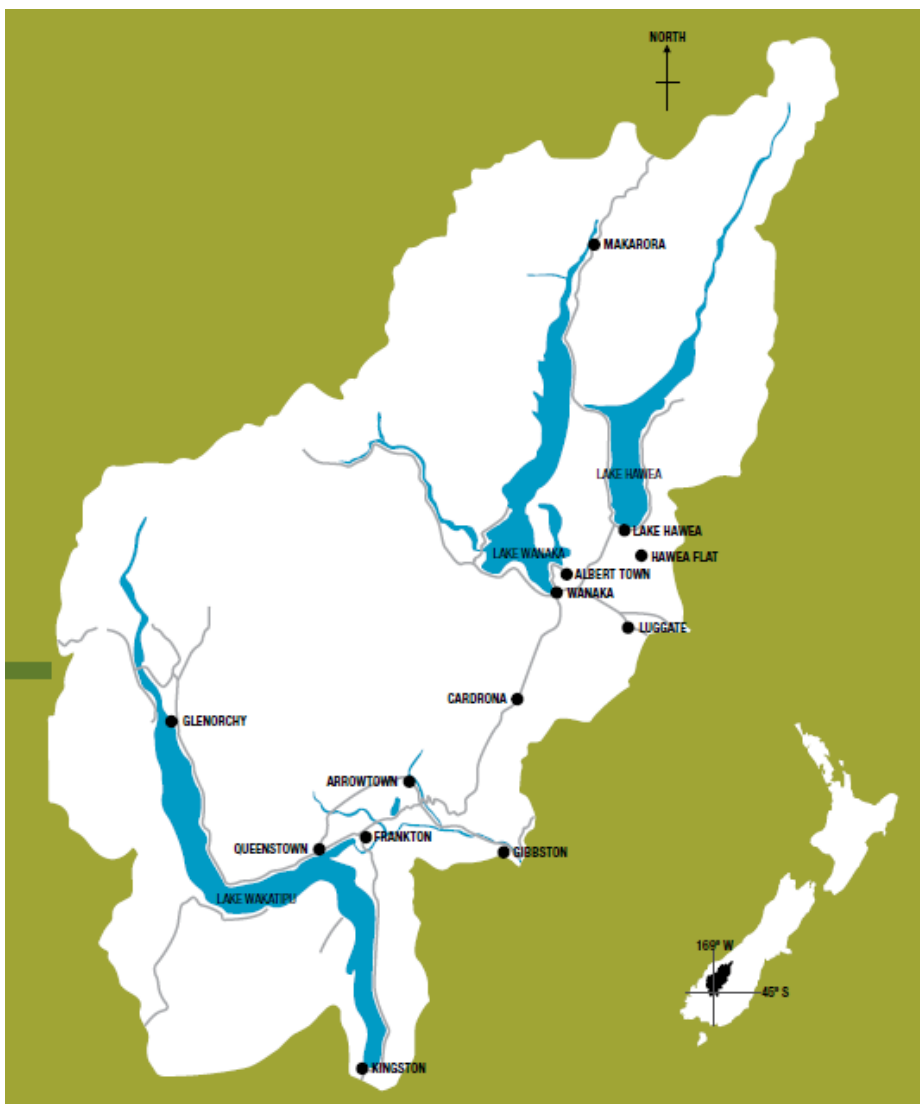 NORTH
MAKARORA
LAKE HAWEA
LAKE HAWEA
HAWEA FLAT
LAKE WANAKA
ALBERT TOWN
WANAKA
LUGGATE
CARDRONA
GLENORCHY
ARROWTOWN
FRANKTON
QUEENSTOWN
GIBBSTON
LAKE WAKATIPU
169° W
45° S
KINGSTON